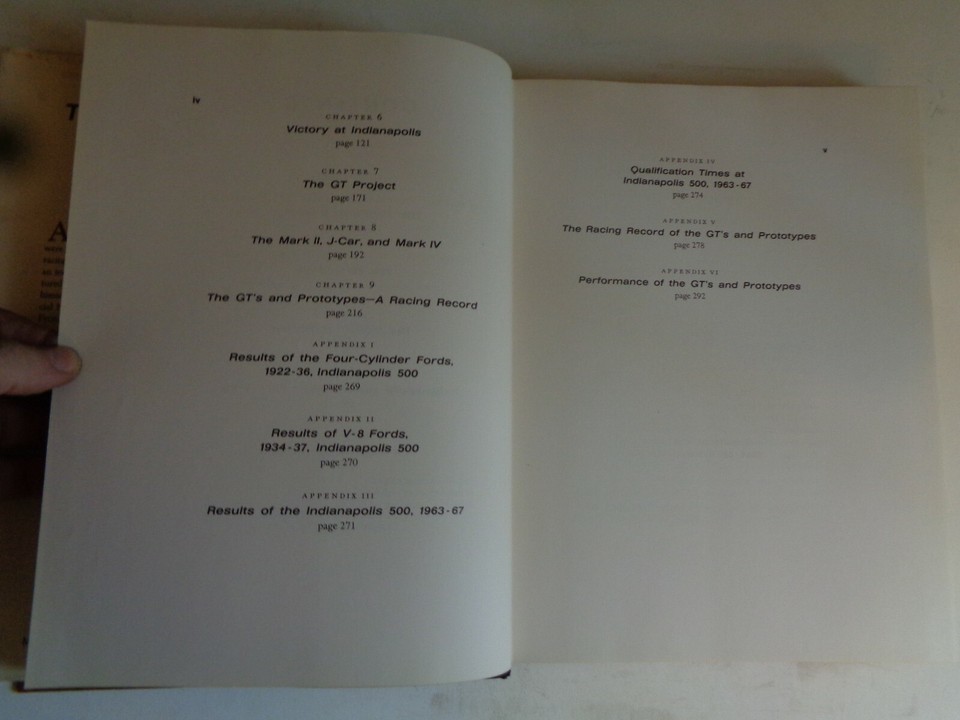 iv
CHAPTER 6
Victory at Indianapolis
page 121
CHAPTER 7
The GT Project
page 171
CHAPTER 8
The Mark II, J-Car, and Mark IV
page 192
CHAPTER 9
The GT's and Prototypes—A Racing Record
page 216
APPENDIX I
Results of the Four-Cylinder Fords,
1922-36, Indianapolis 500
page 269
APPENDIX II
Results of V-8 Fords,
1934-37, Indianapolis 500
page 270
APPENDIX III
Results of the Indianapolis 500, 1963-67
page 271
v
APPENDIX IV
Qualification Times at
Indianapolis 500, 1963-67
page 274
APPENDIX V
The Racing Record of the GT's and Prototypes
page 278
APPENDIX VI
Performance of the GT's and Prototypes
page 292